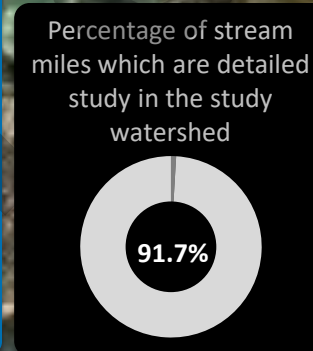 Percentage of stream
miles which are detailed
study in the study
watershed
91.7%